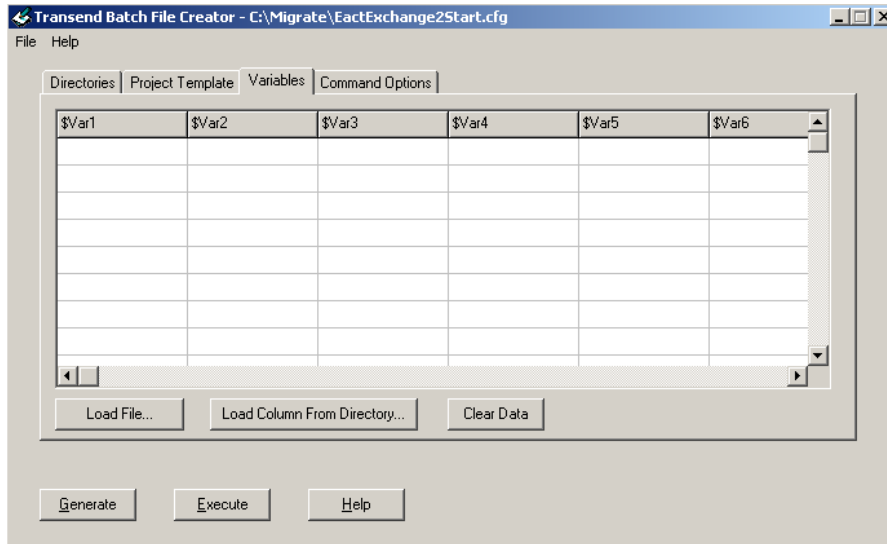 Transend Batch File Creator - C:\Migrate\EactExchange2Start.cfg
File Help
Directories Project Template Variables Command Options
$Var1 $Var2 $Var3 $Var4 $Var5 $Var6
Load File... Load Column From Directory... Clear Data
Generate Execute Help